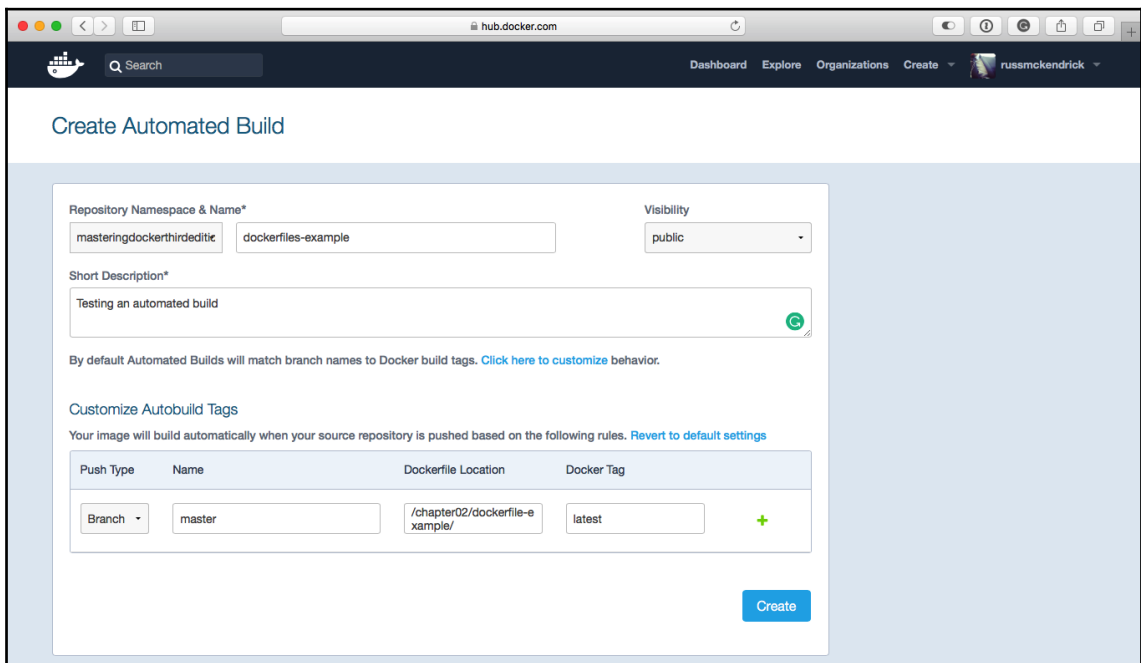 hub.docker.com
Search
Dashboard Explore Organizations Create russmckendrick
Create Automated Build
Repository Namespace & Name* Visibility
masteringdockerthirdeditic dockerfiles-example public
Short Description*
Testing an automated build
By default Automated Builds will match branch names to Docker build tags. Click here to customize behavior.
Customize Autobuild Tags
Your image will build automatically when your source repository is pushed based on the following rules. Revert to default settings
Push Type Name Dockerfile Location Docker Tag
Branch master /chapter02/dockerfile-e latest
xample/
Create